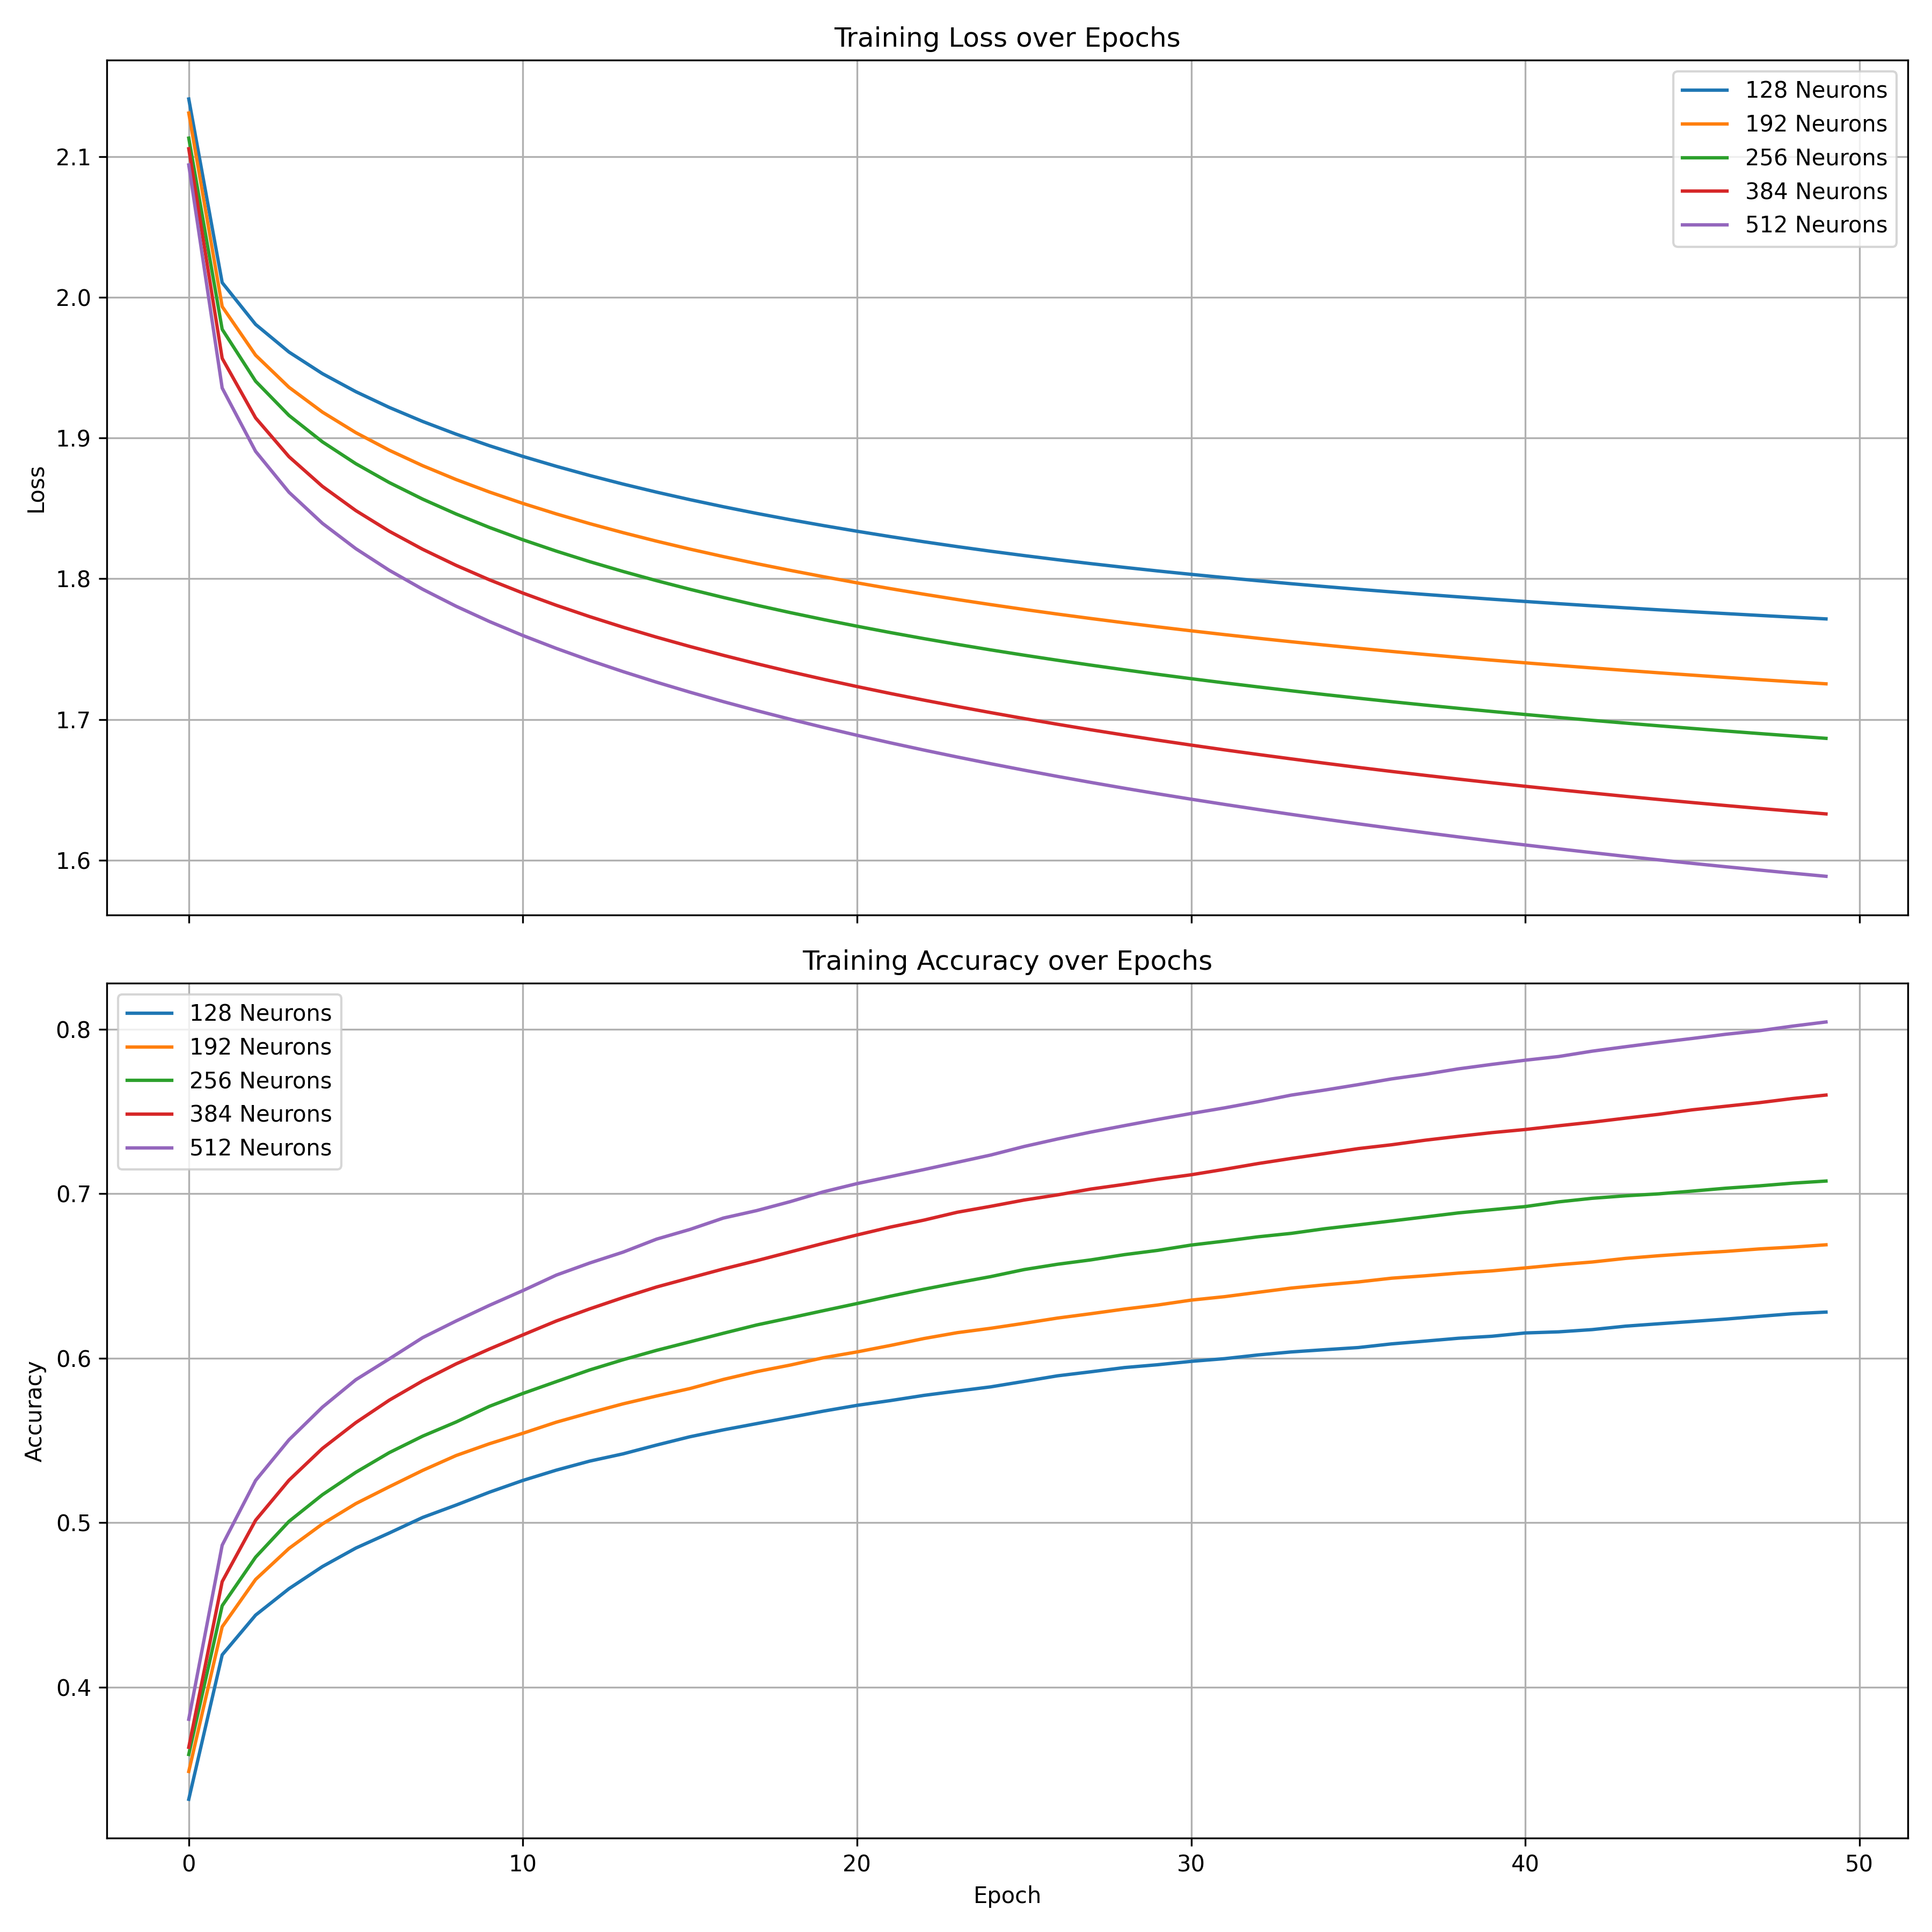 Training Loss over Epochs
128 Neurons
192 Neurons
256 Neurons
384 Neurons
512 Neurons
2.1
2.0
1.9
1.8
1.7
1.6
Loss
Training Accuracy over Epochs
128 Neurons
192 Neurons
256 Neurons
384 Neurons
512 Neurons
0.8
0.7
0.6
0.5
0.4
Accuracy
0 10 20 30 40 50
Epoch